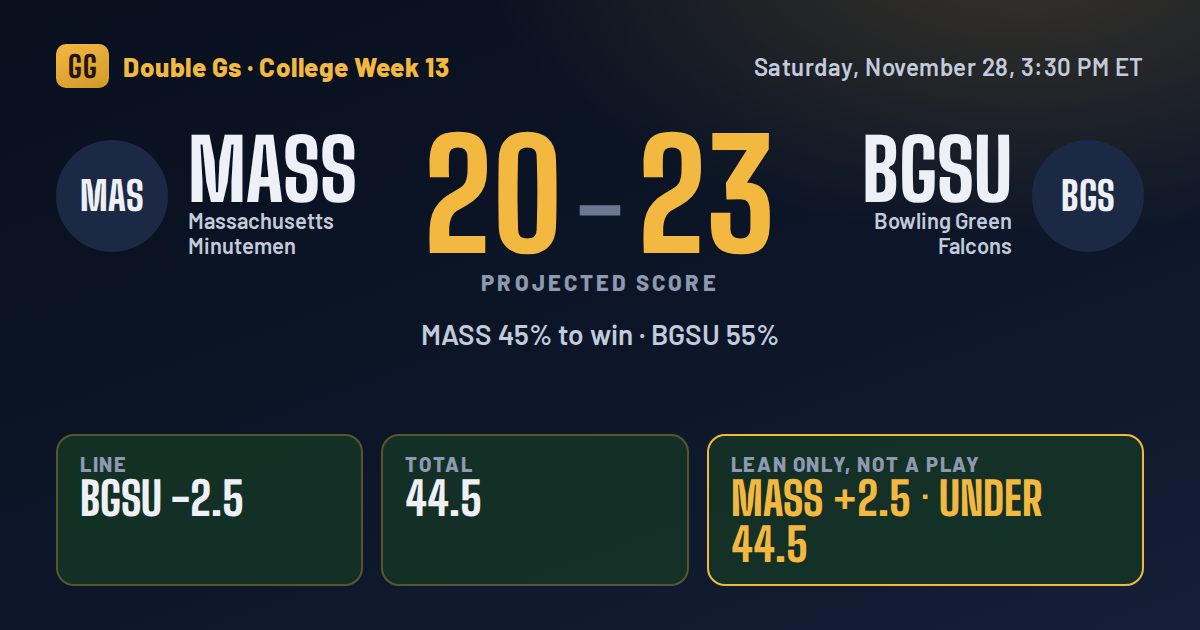 GG
Double Gs · College Week 13
Saturday, November 28, 3:30 PM ET
MAS
MASS
Massachusetts
Minutemen
20 – 23
PROJECTED SCORE
MASS 45% to win · BGSU 55%
BGSU
Bowling Green
Falcons
BGS
LINE
BGSU −2.5
TOTAL
44.5
LEAN ONLY, NOT A PLAY
MASS +2.5 · UNDER
44.5